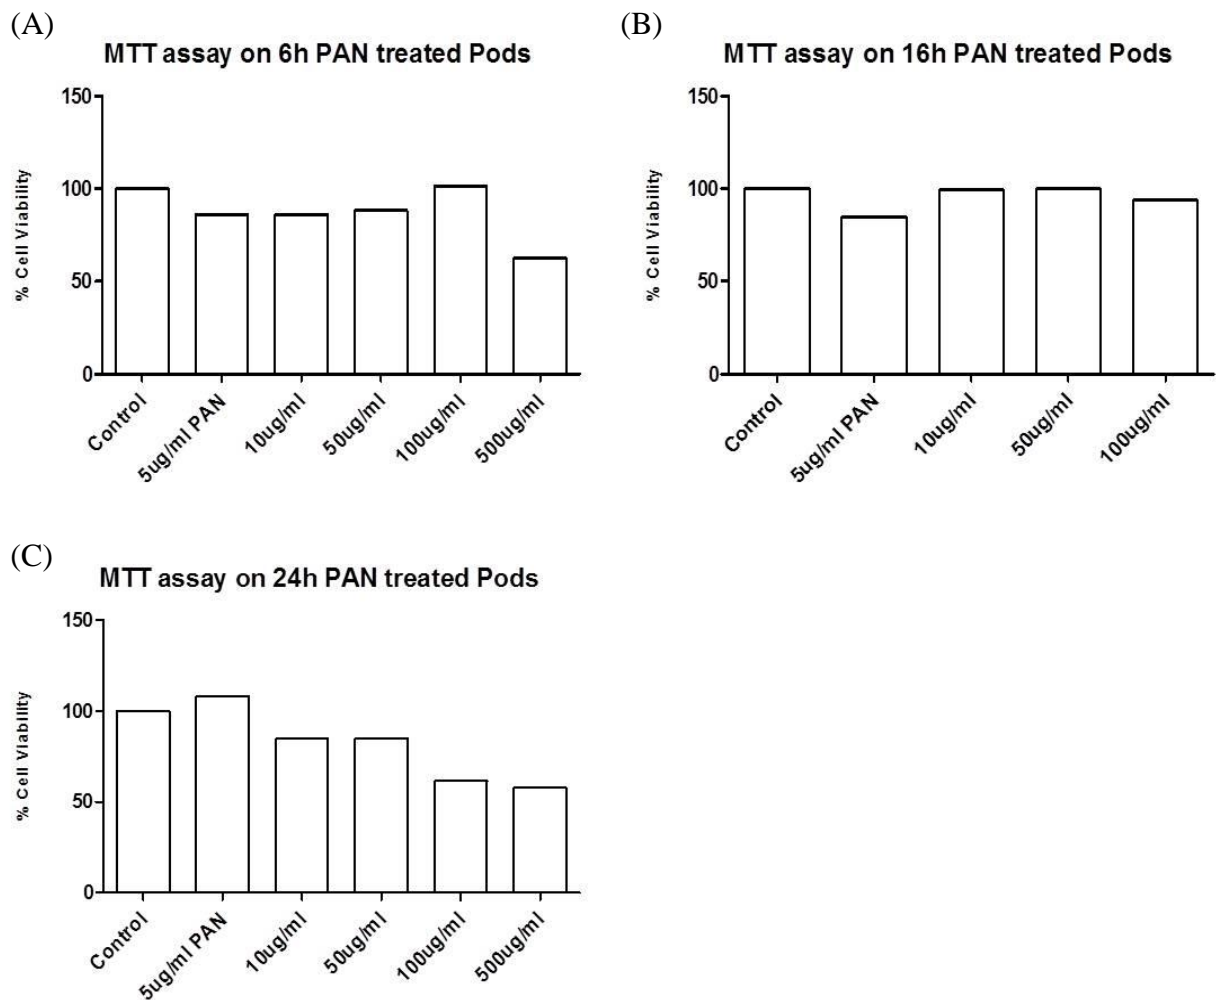 (A)
MTT assay on 6h PAN treated Pods
150
100
50
0
% Cell Viability
Control
5ug/ml PAN
10ug/ml
50ug/ml
100ug/ml
500ug/ml
(B)
MTT assay on 16h PAN treated Pods
150
100
50
0
% Cell Viability
Control
5ug/ml PAN
10ug/ml
50ug/ml
100ug/ml
(C)
MTT assay on 24h PAN treated Pods
150
100
50
0
% Cell Viability
Control
5ug/ml PAN
10ug/ml
50ug/ml
100ug/ml
500ug/ml